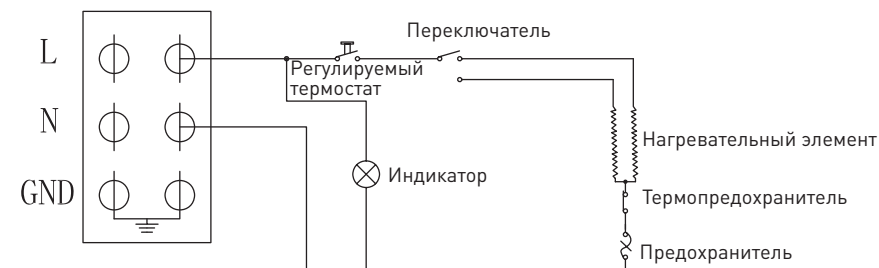 L
Переключатель
Регулируемый
термостат
N
Нагревательный элемент
Индикатор
GND
Термопредохранитель
Предохранитель